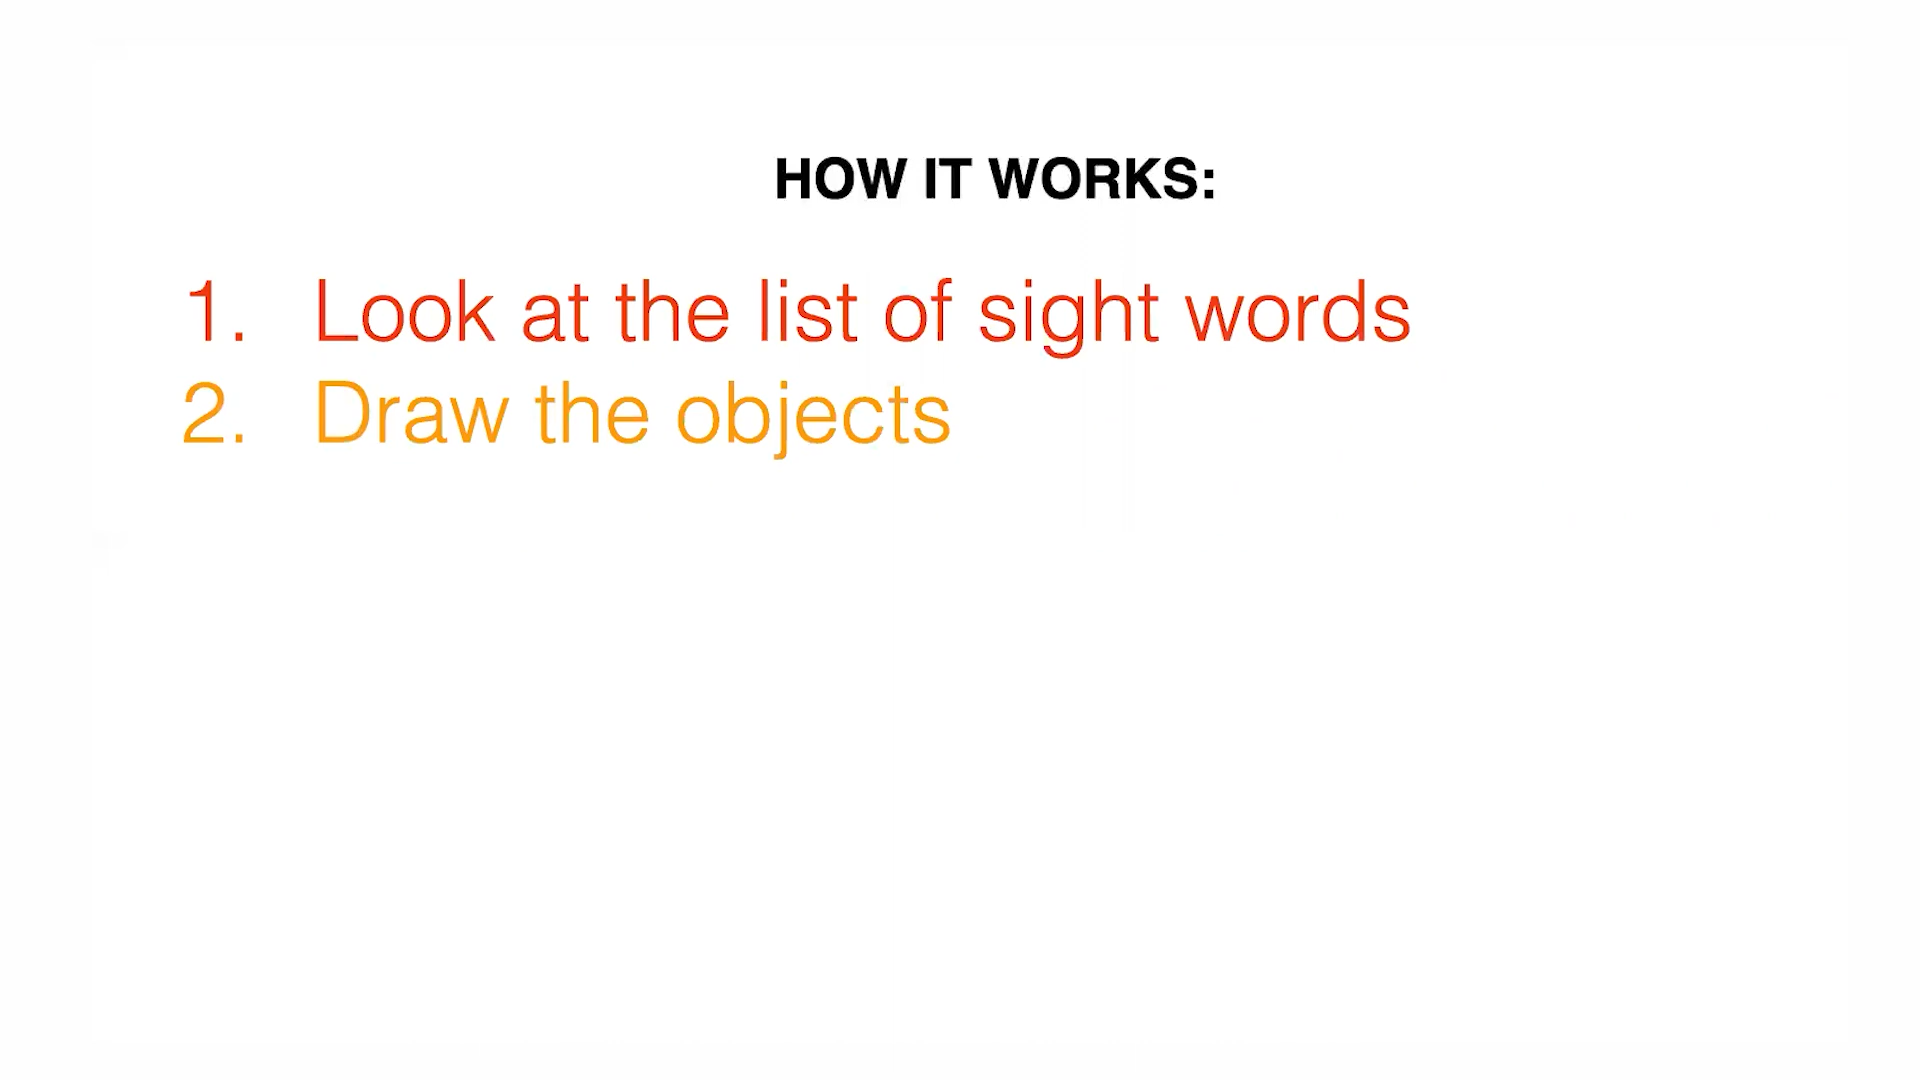 HOW IT WORKS:
1. Look at the list of sight words
2. Draw the objects